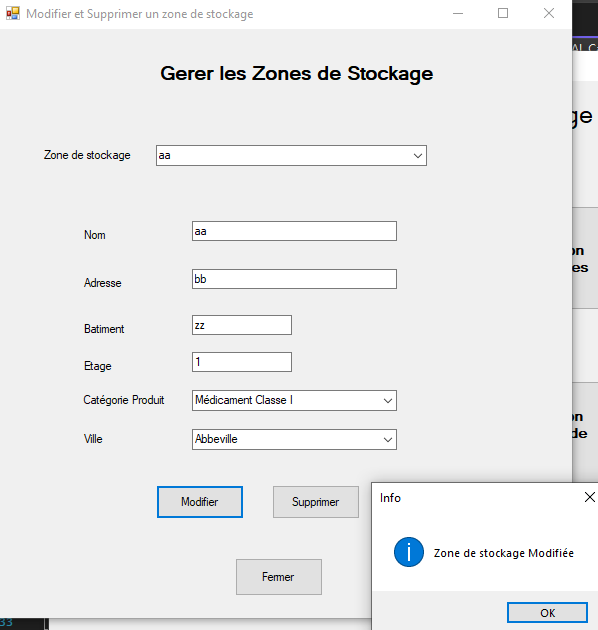 Modifier et Supprimer un zone de stockage
Gerer les Zones de Stockage
Zone de stockage aa
Nom aa
Adresse bb
Batiment zz
Etage 1
Catégorie Produit Médicament Classe I
Ville Abbeville
Modifier Supprimer
Fermer
Info
Zone de stockage Modifiée
OK
33